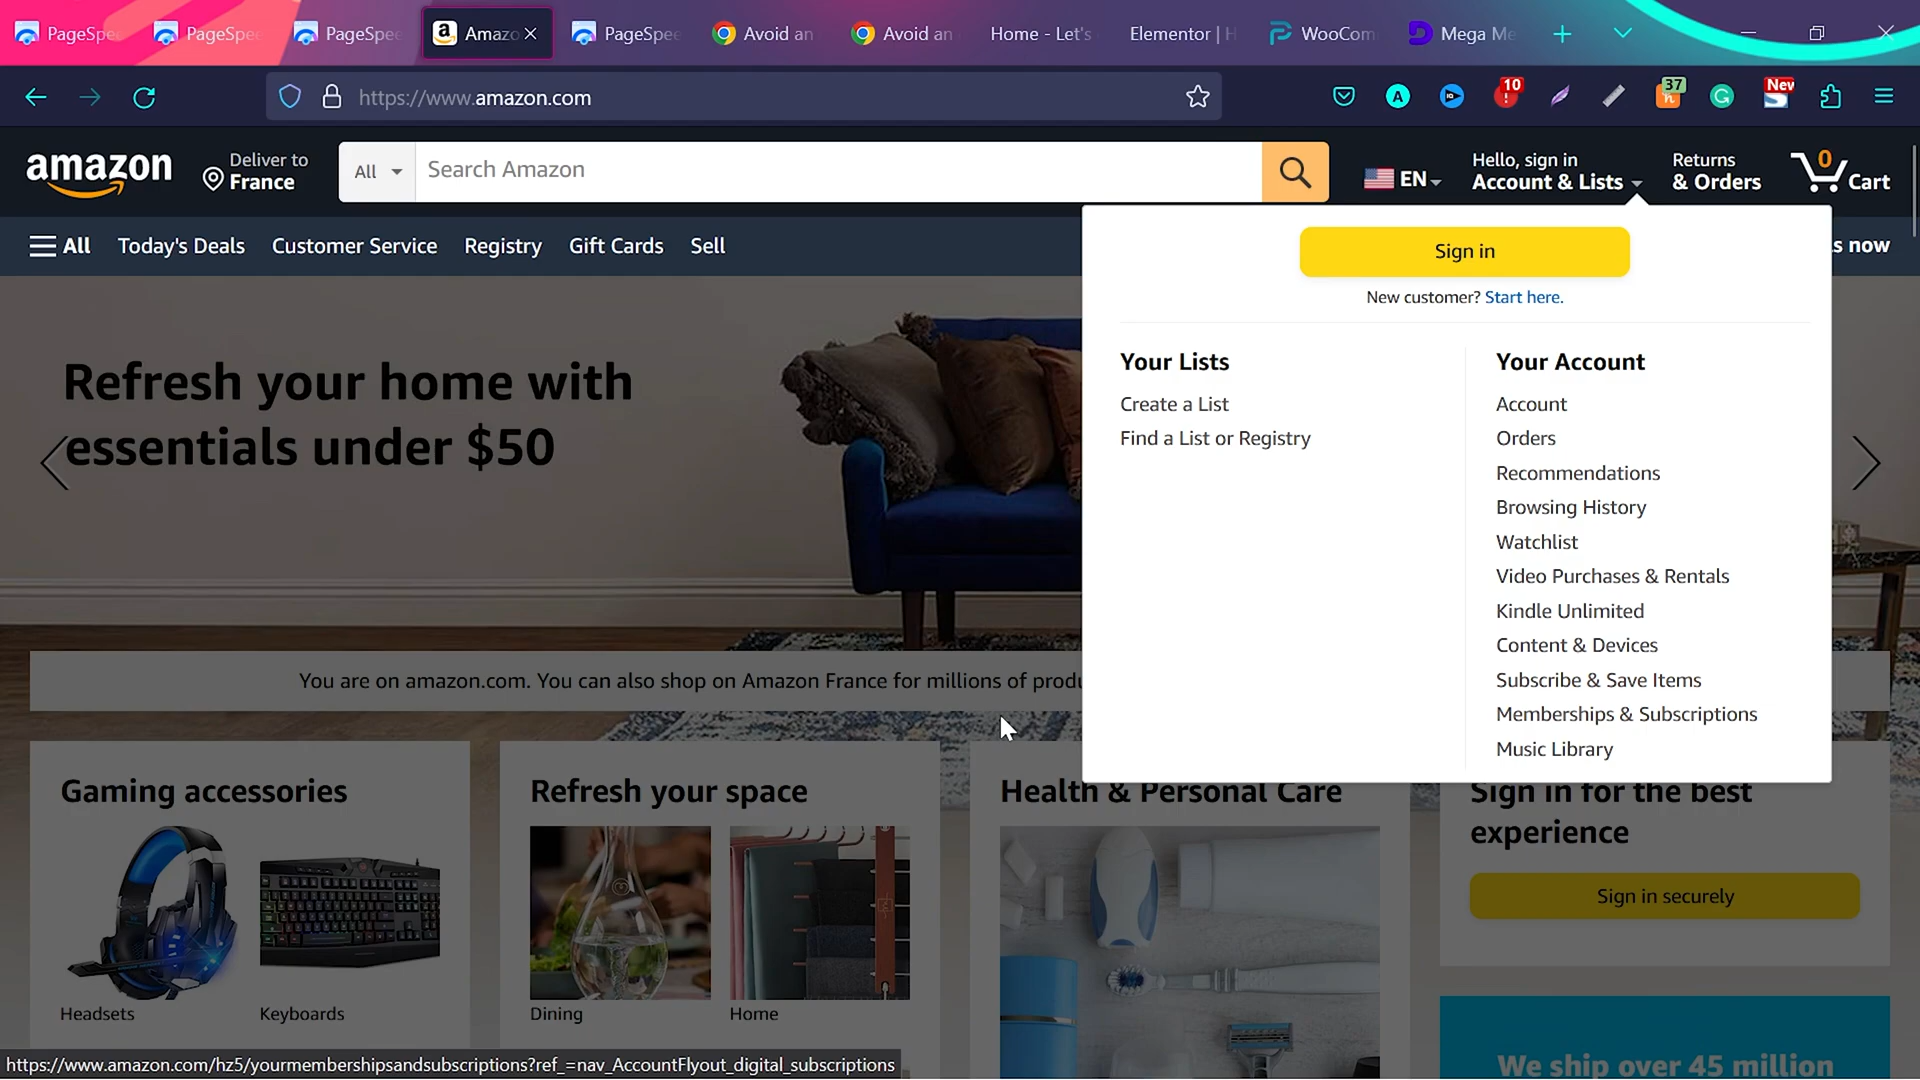 PageSpee
PageSpee
PageSpee
Amazo
PageSpee
Avoid an
Avoid an
Home - Let's
Elementor | H
WooCom
Mega Me
https://www.amazon.com
10
37
New
amazon
Deliver to
France
All
Search Amazon
EN
Hello, sign in
Account & Lists
Returns
& Orders
0
Cart
All
Today's Deals
Customer Service
Registry
Gift Cards
Sell
s now
Sign in
New customer? Start here.
Your Lists
Create a List
Find a List or Registry
Your Account
Account
Orders
Recommendations
Browsing History
Watchlist
Video Purchases & Rentals
Kindle Unlimited
Content & Devices
Subscribe & Save Items
Memberships & Subscriptions
Music Library
Refresh your home with
essentials under $50
You are on amazon.com. You can also shop on Amazon France for millions of produ
Gaming accessories
Headsets
Keyboards
Refresh your space
Dining
Home
Health & Personal Care
Sign in for the best
experience
Sign in securely
We ship over 45 million
https://www.amazon.com/hz5/yourmembershipsandsubscriptions?ref_=nav_AccountFlyout_digital_subscriptions